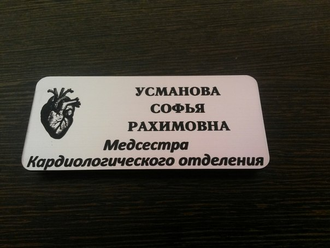 УСМАНОВА
СОФЬЯ
РАХИМОВНА
Медсестра
Кардиологического отделения